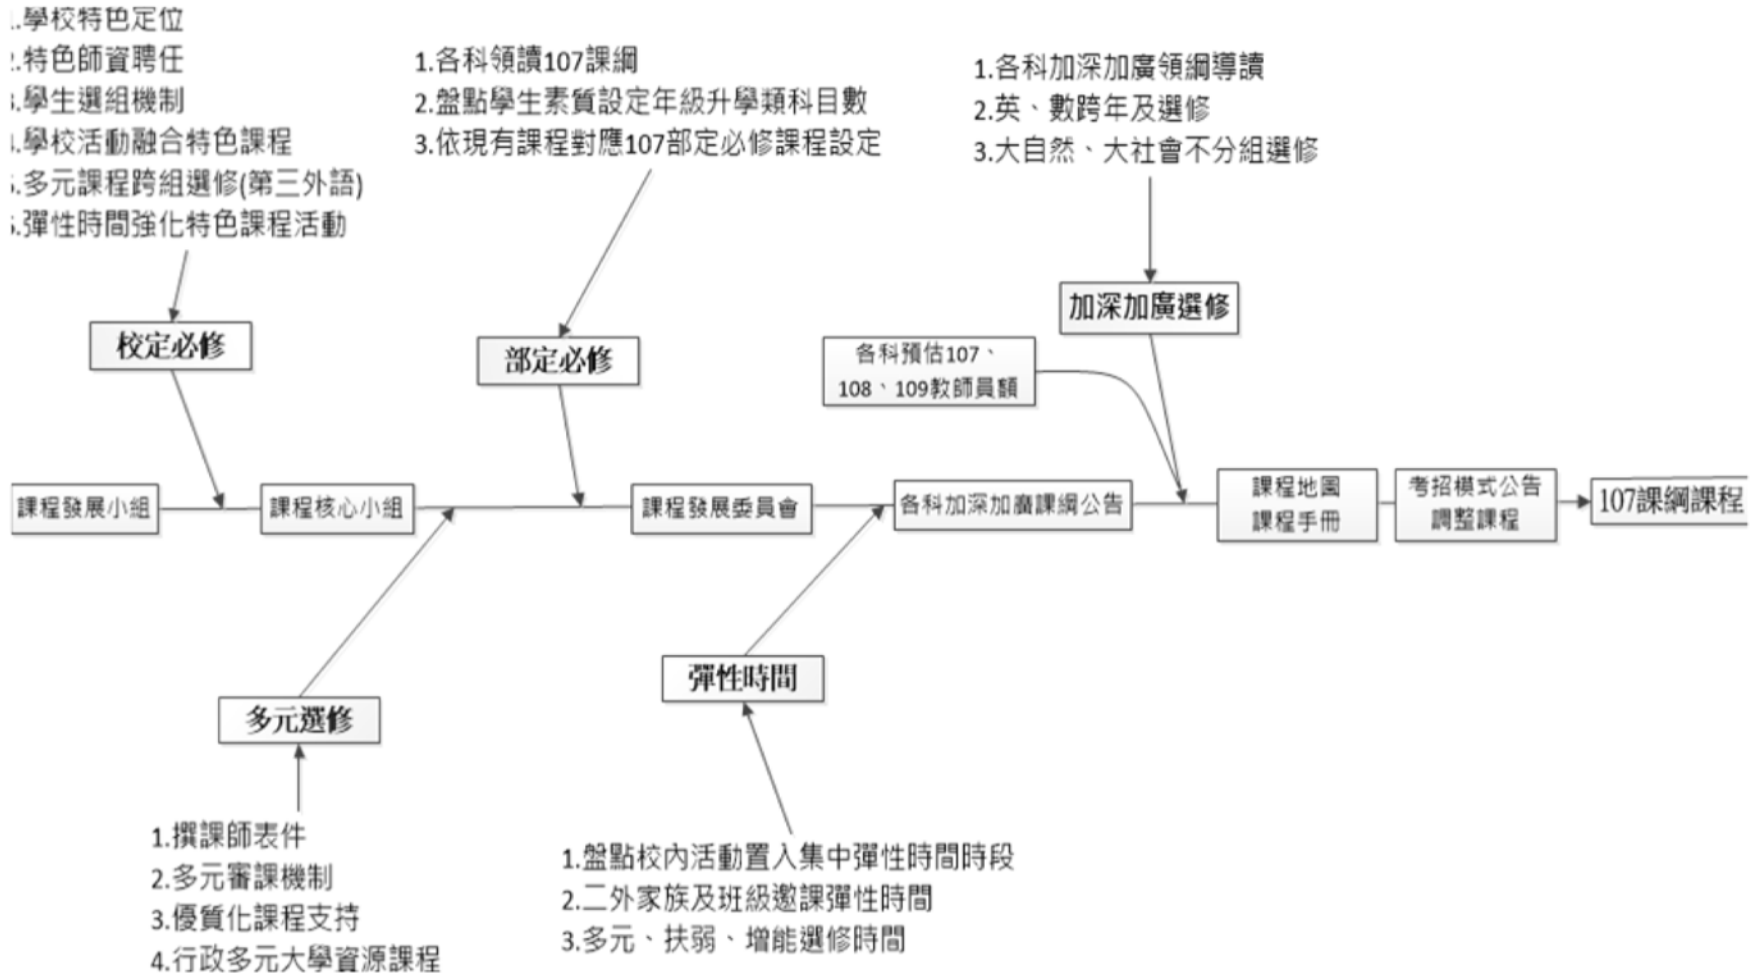 .學校特色定位
.特色師資聘任
.學生選組機制
.學校活動融合特色課程
.多元課程跨組選修(第三外語)
.彈性時間強化特色課程活動
1.各科領讀107課綱
2.盤點學生素質設定年級升學類科目數
3.依現有課程對應107部定必修課程設定
1.各科加深加廣領綱導讀
2.英、數跨年及選修
3.大自然、大社會不分組選修
校定必修
部定必修
加深加廣選修
各科預估107、
108、109教師員額
課程發展小組
課程核心小組
課程發展委員會
各科加深加廣課綱公告
課程地圖
課程手冊
考招模式公告
調整課程
107課綱課程
多元選修
彈性時間
1.撰課師表件
2.多元審課機制
3.優質化課程支持
4.行政多元大學資源課程
1.盤點校內活動置入集中彈性時間時段
2.二外家族及班級邀課彈性時間
3.多元、扶弱、增能選修時間